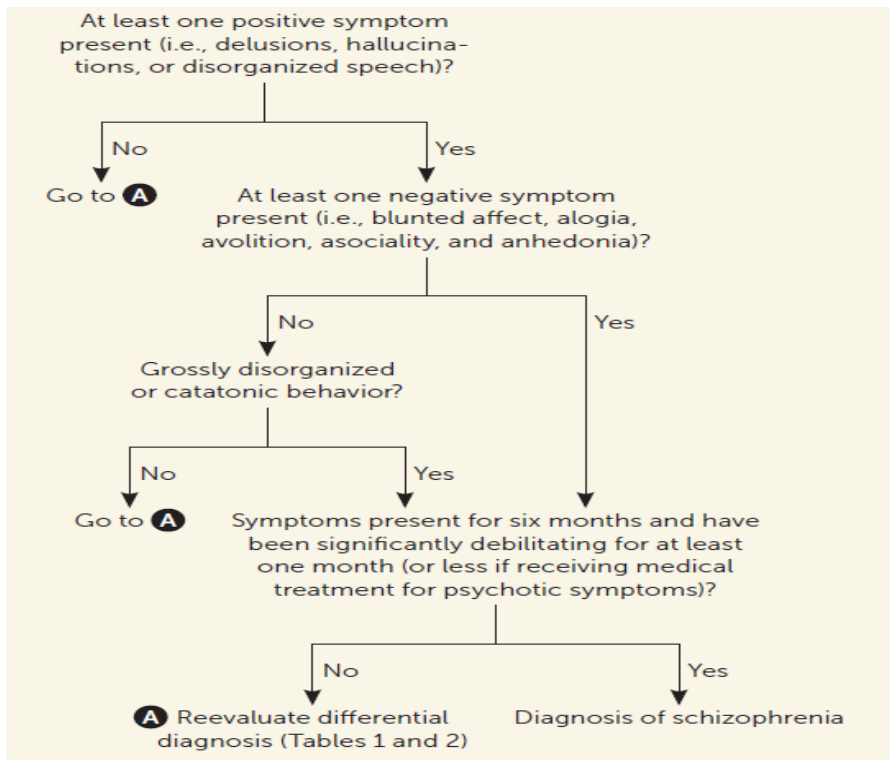 At least one positive symptom
present (i.e., delusions, hallucina-
tions, or disorganized speech)?
No
Yes
Go to A
At least one negative symptom
present (i.e., blunted affect, alogia,
avolition, asociality, and anhedonia)?
No
Yes
Grossly disorganized
or catatonic behavior?
No
Yes
Go to A
Symptoms present for six months and have
been significantly debilitating for at least
one month (or less if receiving medical
treatment for psychotic symptoms)?
No
Yes
A Reevaluate differential
diagnosis (Tables 1 and 2)
Diagnosis of schizophrenia